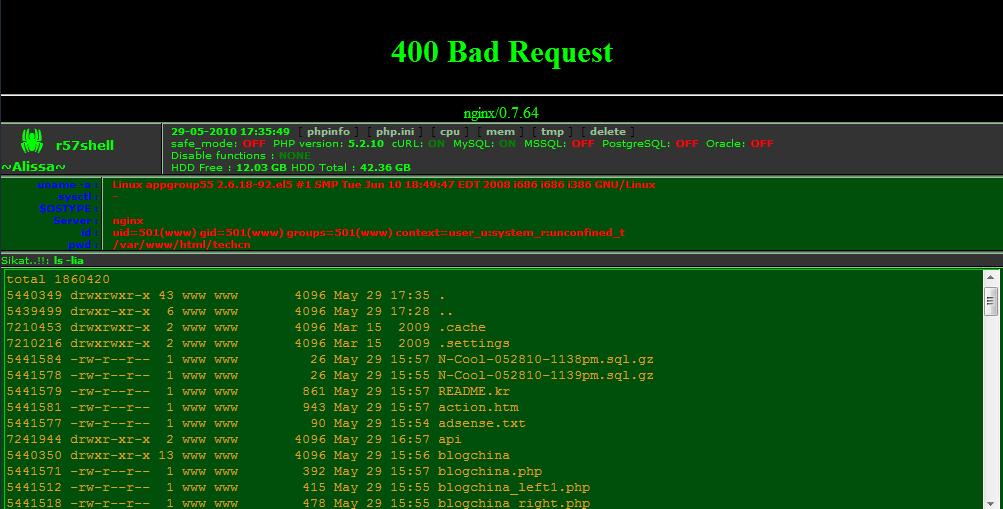 400 Bad Request
nginx/0.7.64
r57shell
~Alissa~
29-05-2010 17:35:49 [ phpinfo ] [ php.ini ] [ cpu ] [ mem ] [ tmp ] [ delete ]
safe_mode: OFF PHP version: 5.2.10 cURL: ON MySQL: ON MSSQL: OFF PostgreSQL: OFF Oracle: OFF
Disable functions : NONE
HDD Free : 12.03 GB HDD Total : 42.36 GB
uname -a : Linux appgroup55 2.6.18-92.el5 #1 SMP Tue Jun 10 18:49:47 EDT 2008 i686 i686 i386 GNU/Linux
sysctl : -
$OSTYPE :
Server : nginx
id : uid=501(www) gid=501(www) groups=501(www) context=user_u:system_r:unconfined_t
pwd : /var/www/html/techcn
Sikat..!!: ls -lia
total 1860420
5440349 drwxrwxr-x 43 www www 4096 May 29 17:35 .
5439499 drwxrwxr-x 6 www www 4096 May 29 17:28 ..
7210453 drwxrwxr-x 2 www www 4096 Mar 15 2009 .cache
7210216 drwxrwxr-x 2 www www 4096 Mar 15 2009 .settings
5441584 -rw-r--r-- 1 www www 26 May 29 15:57 N-Cool-052810-1138pm.sql.gz
5441578 -rw-r--r-- 1 www www 26 May 29 15:55 N-Cool-052810-1139pm.sql.gz
5441579 -rw-r--r-- 1 www www 861 May 29 15:57 README.kr
5441581 -rw-r--r-- 1 www www 943 May 29 15:57 action.htm
5441577 -rw-r--r-- 1 www www 90 May 29 15:54 adsense.txt
7241944 drwxr-xr-x 2 www www 4096 May 29 16:57 api
5440350 drwxr-xr-x 13 www www 4096 May 29 15:56 blogchina
5441571 -rw-r--r-- 1 www www 392 May 29 15:57 blogchina.php
5441512 -rw-r--r-- 1 www www 415 May 29 15:55 blogchina_left1.php
5441518 -rw-r--r-- 1 www www 478 May 29 15:55 blogchina_right.php